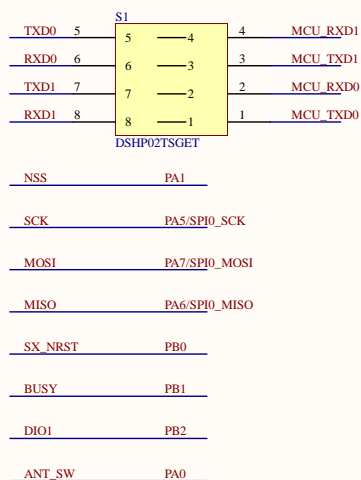 S1
TXD0 5 5 4 4 MCU_RXD1
RXD0 6 6 3 3 MCU_TXD1
TXD1 7 7 2 2 MCU_RXD0
RXD1 8 8 1 1 MCU_TXD0
DSHP02TSGET
NSS PA1
SCK PA5/SPI0_SCK
MOSI PA7/SPI0_MOSI
MISO PA6/SPI0_MISO
SX_NRST PB0
BUSY PB1
DIO1 PB2
ANT_SW PA0